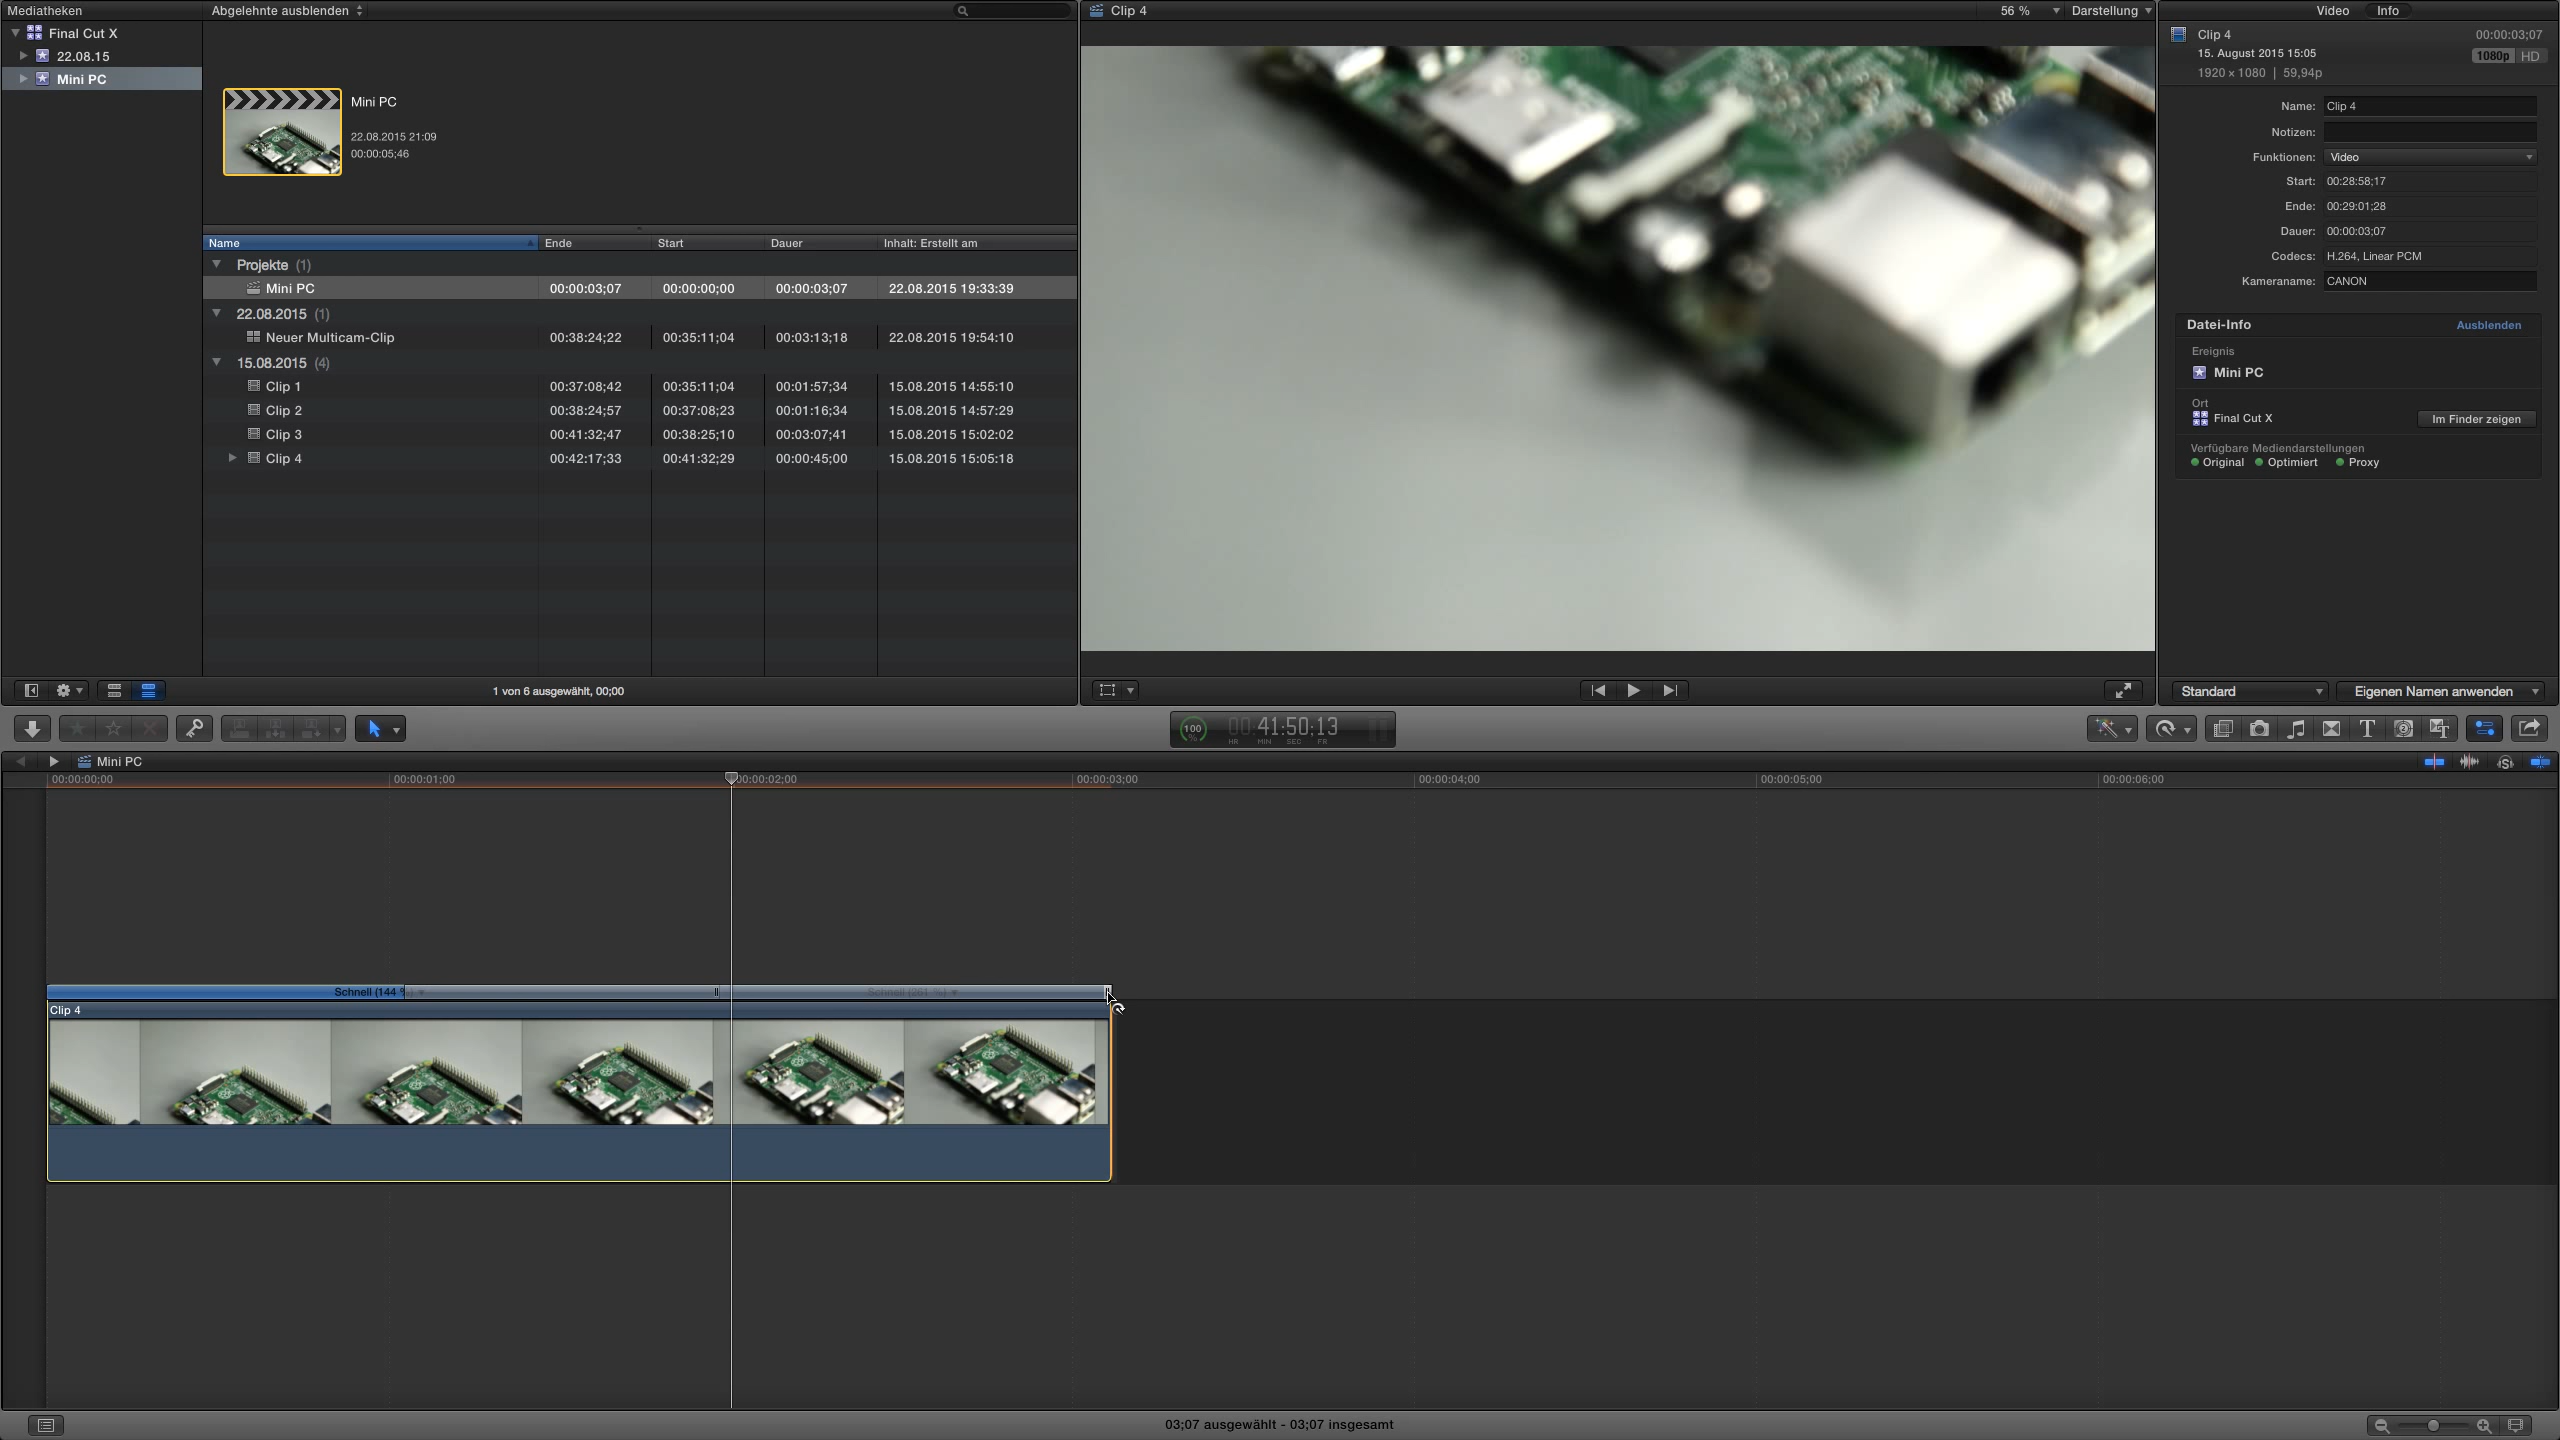 Mediatheken
Abgelehnte ausblenden
Final Cut X
22.08.15
Mini PC
Mini PC
22.08.2015 21:09
00:00:05;46
Name Ende Start Dauer Inhalt: Erstellt am
Projekte (1)
Mini PC 00:00:03;07 00:00:00;00 00:00:03;07 22.08.2015 19:33:39
22.08.2015 (1)
Neuer Multicam-Clip 00:38:24;22 00:35:11;04 00:03:13;18 22.08.2015 19:54:10
15.08.2015 (4)
Clip 1 00:37:08;42 00:35:11;04 00:01:57;34 15.08.2015 14:55:10
Clip 2 00:38:24;57 00:37:08;23 00:01:16;34 15.08.2015 14:57:29
Clip 3 00:41:32;47 00:38:25;10 00:03:07;41 15.08.2015 15:02:02
Clip 4 00:42:17;33 00:41:32;29 00:00:45;00 15.08.2015 15:05:18
1 von 6 ausgewählt, 00;00
Clip 4 56 % Darstellung
Video Info
Clip 4 00:00:03;07
15. August 2015 15:05 1080p HD
1920 × 1080 | 59,94p
Name: Clip 4
Notizen:
Funktionen: Video
Start: 00:28:58;17
Ende: 00:29:01;28
Dauer: 00:00:03;07
Codecs: H.264, Linear PCM
Kameraname: CANON
Datei-Info Ausblenden
Ereignis
Mini PC
Ort
Final Cut X Im Finder zeigen
Verfügbare Mediendarstellungen
Original Optimiert Proxy
Standard Eigenen Namen anwenden
100 % 00:41:50;13
HR MIN SEC FR
Mini PC
00:00:00;00 00:00:01;00 00:00:02;00 00:00:03;00 00:00:04;00 00:00:05;00 00:00:06;00
Schnell (144 % Schnell (261 %)
Clip 4
03;07 ausgewählt - 03;07 insgesamt